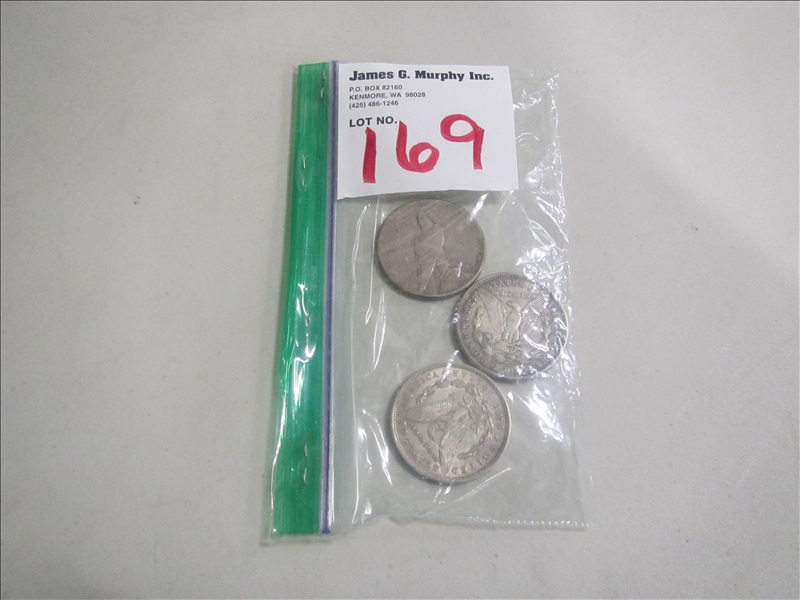 James G. Murphy Inc.
P.O. BOX 82160
KENMORE, WA 98028
(425) 486-1246
LOT NO.
169